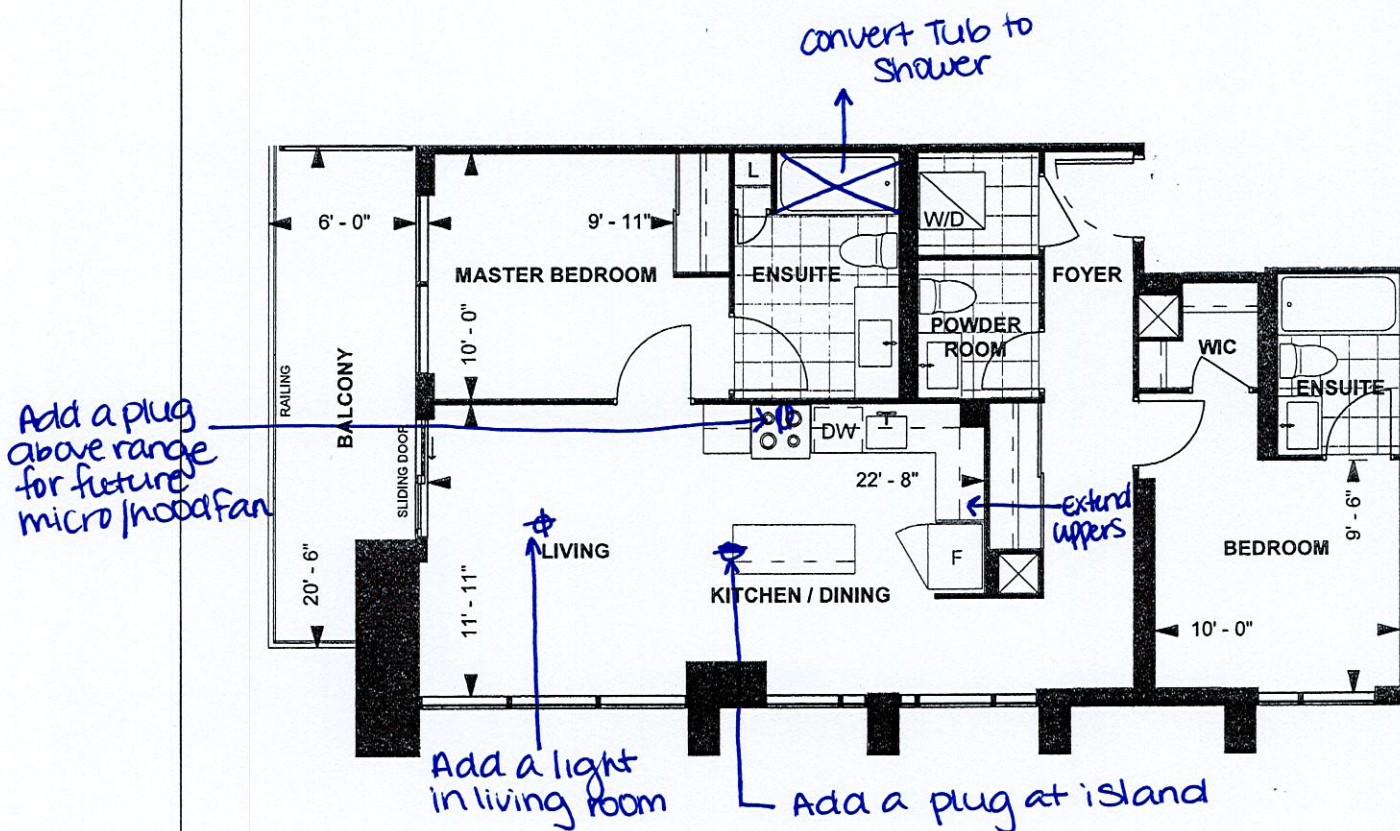 convert Tub to
Shower
L
6' - 0"
9' - 11"
W/D
MASTER BEDROOM
ENSUITE
FOYER
10' - 0"
POWDER
ROOM
WIC
ENSUITE
RAILING
BALCONY
SLIDING DOOR
Add a plug
above range
for future
micro/hoodfan
DW
22' - 8"
Extend
uppers
9' - 6"
LIVING
F
BEDROOM
KITCHEN / DINING
20' - 6"
11' - 11"
10' - 0"
Add a light
in living room
Add a plug at island